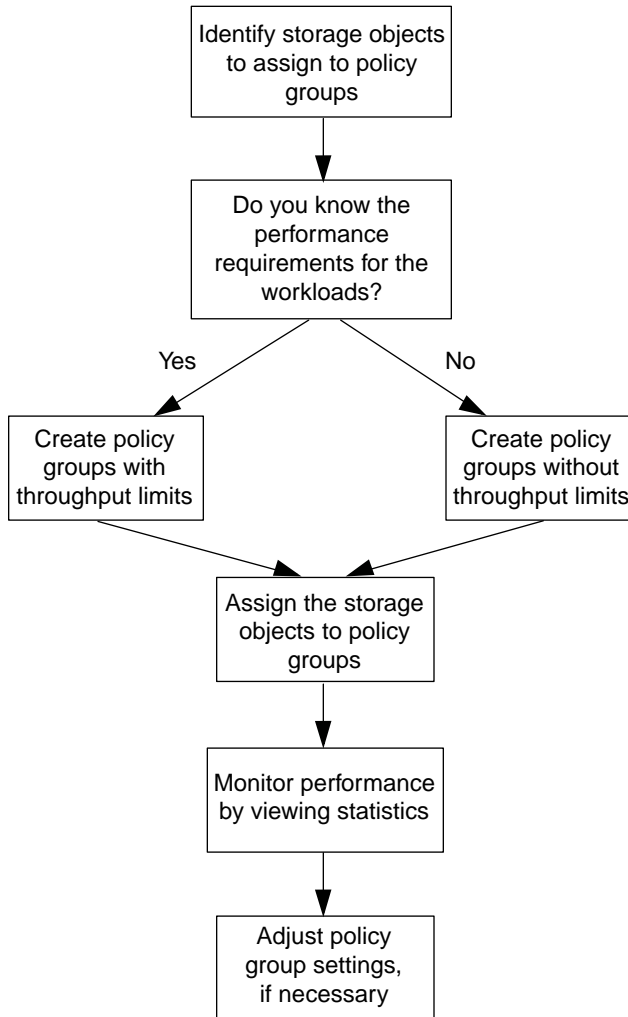 Identify storage objects
to assign to policy
groups
Do you know the
performance
requirements for the
workloads?
Yes
No
Create policy
groups with
throughput limits
Create policy
groups without
throughput limits
Assign the storage
objects to policy
groups
Monitor performance
by viewing statistics
Adjust policy
group settings,
if necessary